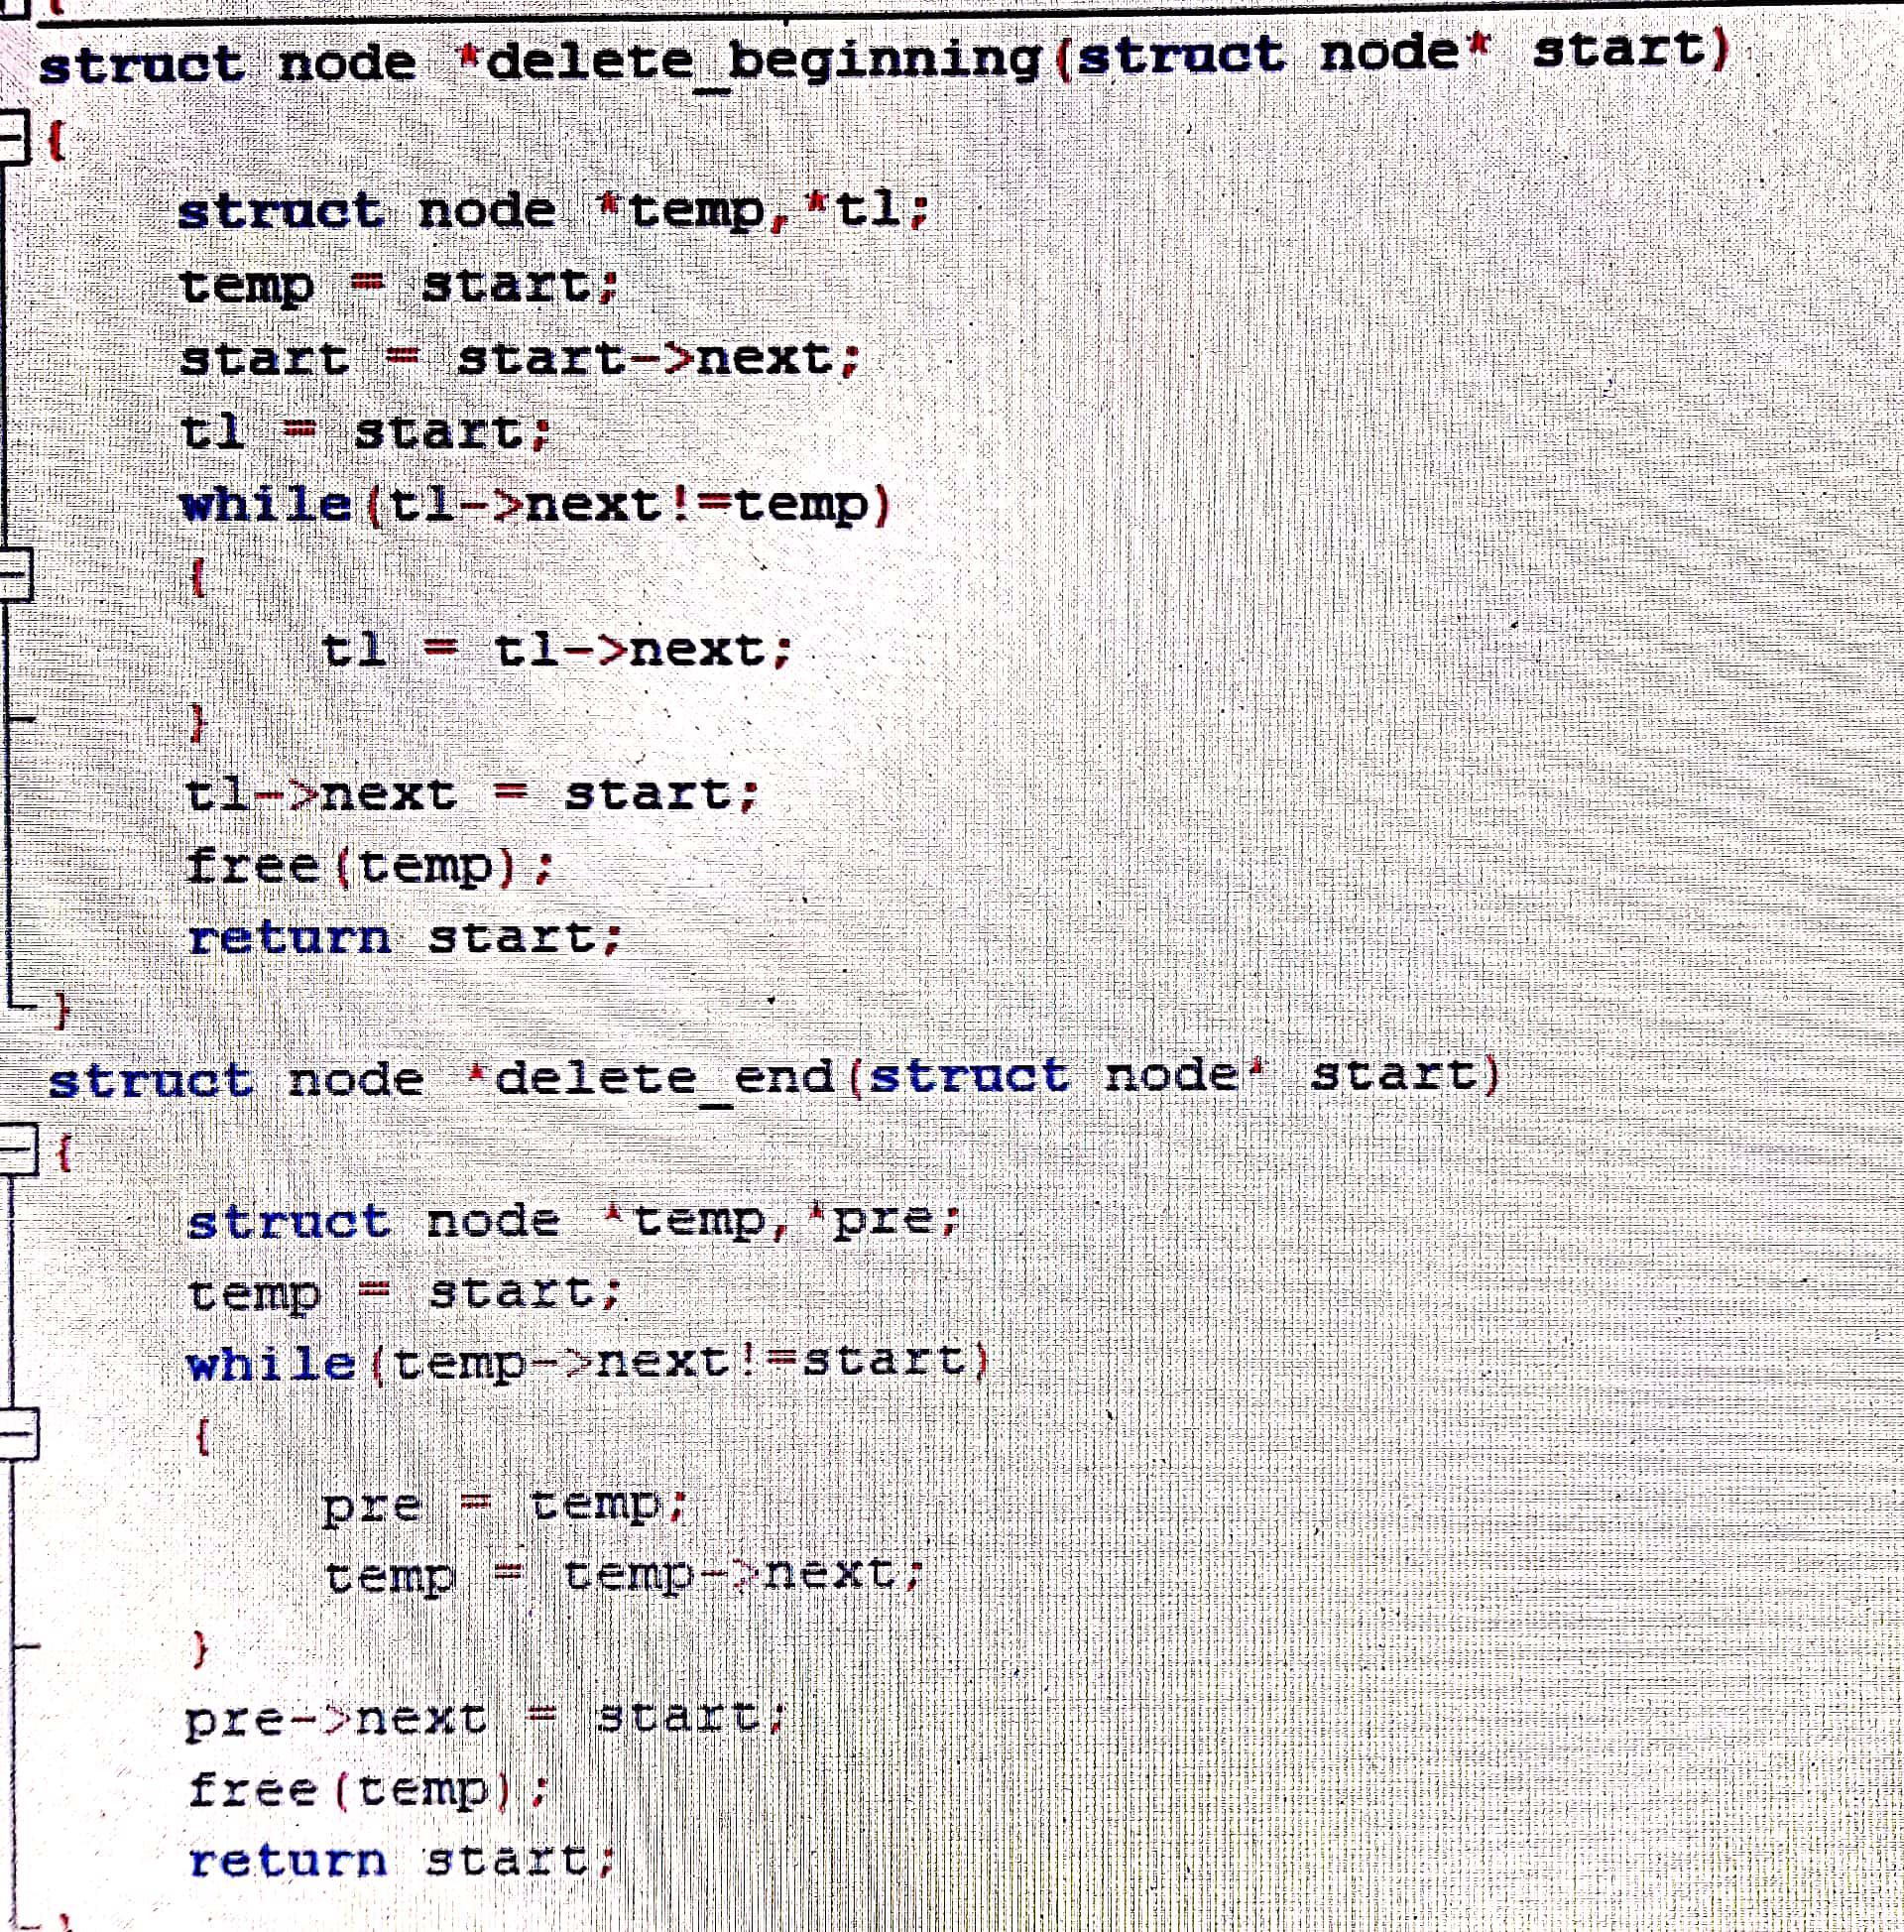 {
struct node *delete_beginning(struct node* start)
{
struct node *temp,*tl;
temp = start;
start = start->next;
tl = start;
while(tl->next!=temp)
{
tl = tl->next;
}
tl->next = start;
free(temp);
return start;
}
struct node *delete_end(struct node* start)
{
struct node *temp,*pre;
temp = start;
while(temp->next!=start)
{
pre = temp;
temp = temp->next;
}
pre->next = start;
free(temp);
return start;
}